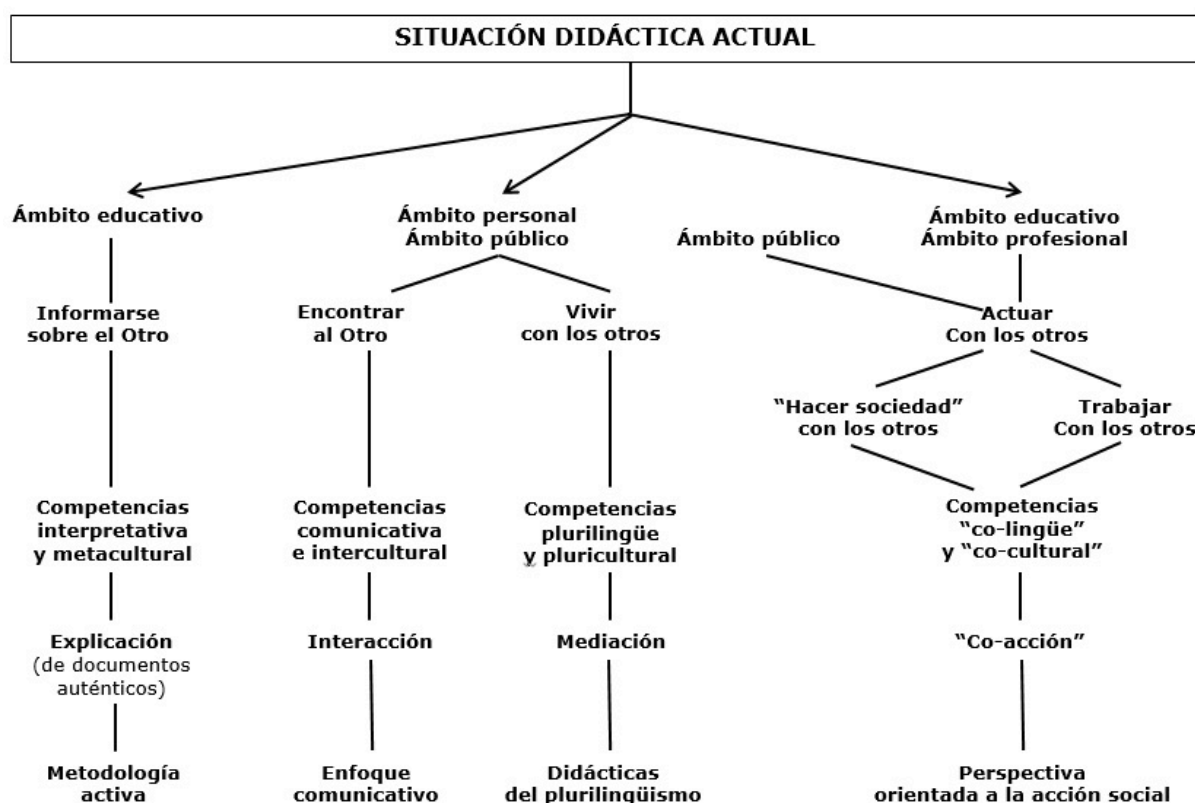 SITUACIÓN DIDÁCTICA ACTUAL
Ámbito educativo
Ámbito personal
Ámbito público
Ámbito público
Ámbito educativo
Ámbito profesional
Informarse
sobre el Otro
Encontrar
al Otro
Vivir
con los otros
Actuar
Con los otros
“Hacer sociedad”
con los otros
Trabajar
Con los otros
Competencias
interpretativa
y metacultural
Competencias
comunicativa
e intercultural
Competencias
plurilingüe
y pluricultural
Competencias
“co-lingüe”
y “co-cultural”
Explicación
(de documentos
auténticos)
Interacción
Mediación
“Co-acción”
Metodología
activa
Enfoque
comunicativo
Didácticas
del plurilingüismo
Perspectiva
orientada a la acción social